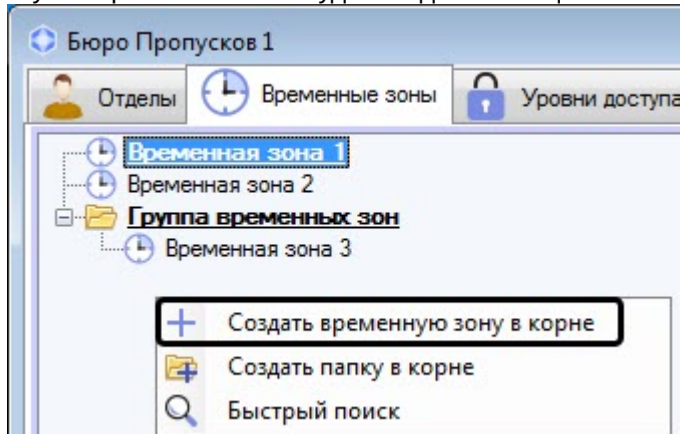 Бюро Пропусков 1
Отделы Временные зоны Уровни доступа
Временная зона 1
Временная зона 2
Группа временных зон
Временная зона 3
Создать временную зону в корне
Создать папку в корне
Быстрый поиск